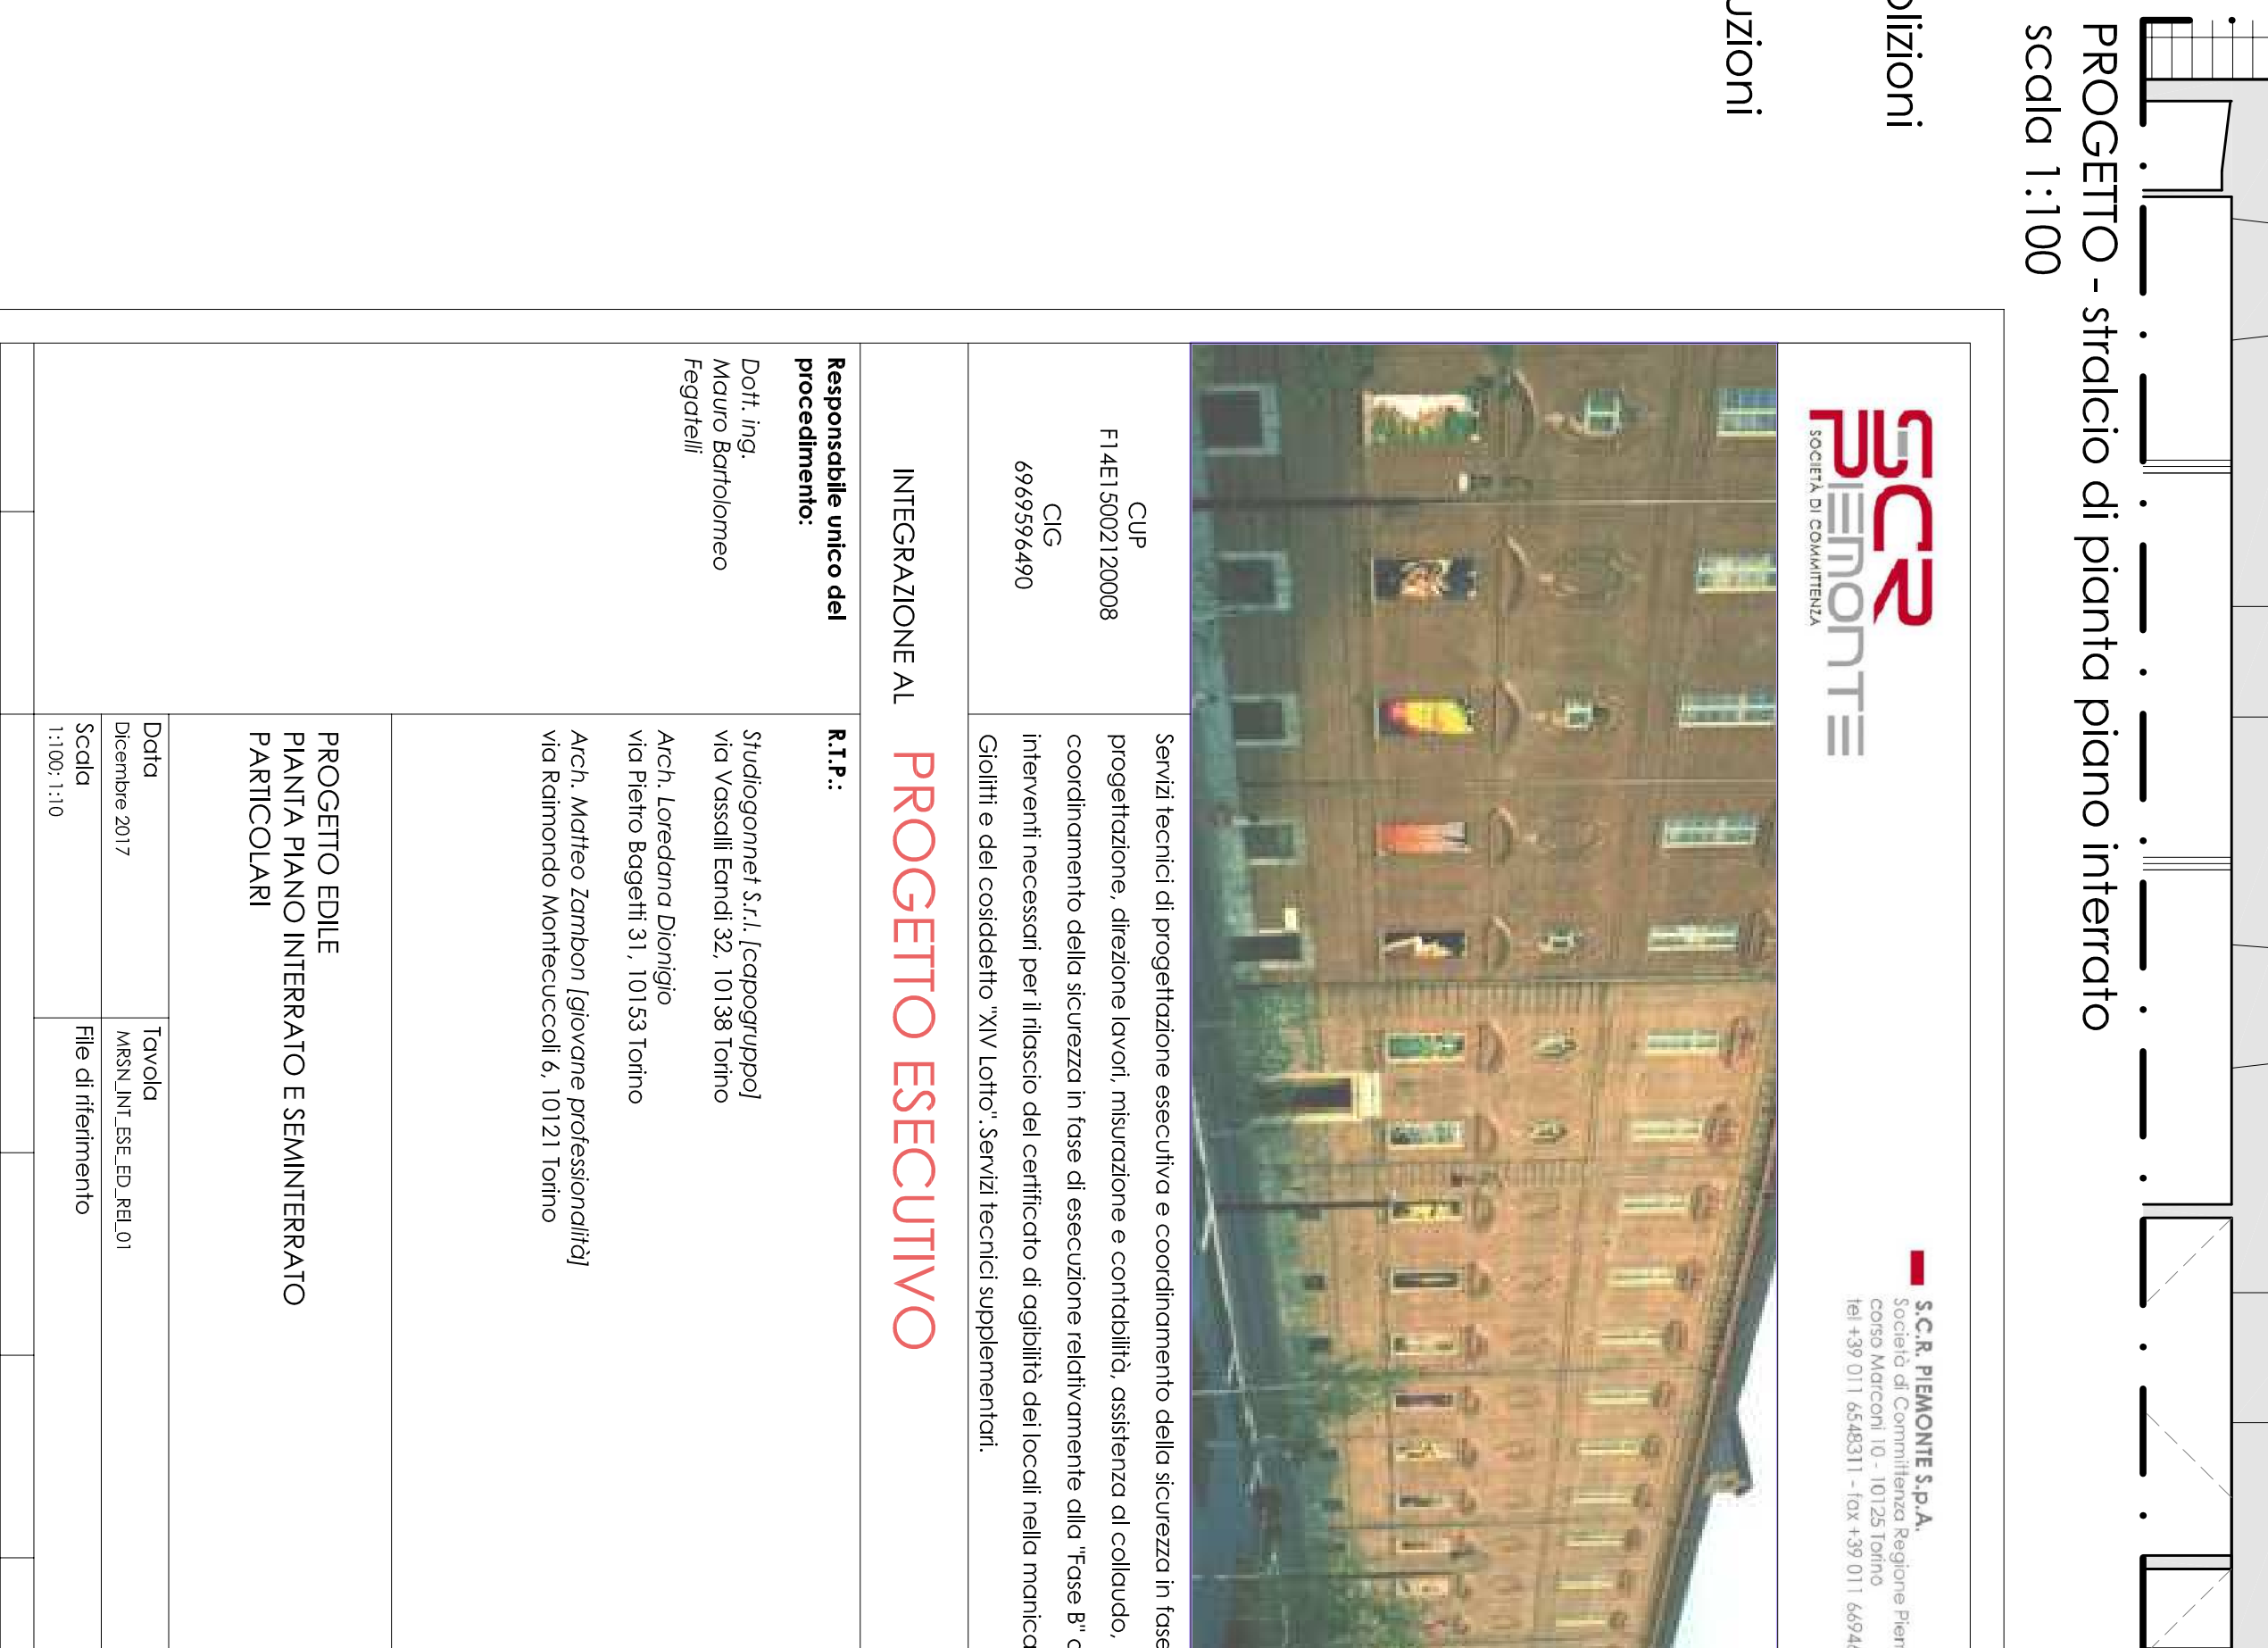 olizioni
uzioni
PROGETTO - stralcio di pianta piano interrato
scala 1:100
SCR
PIEMONTE
SOCIETÀ DI COMMITTENZA
S.C.R. PIEMONTE S.p.A.
Società di Committenza Regione Piem
corso Marconi 10 - 10125 Torino
tel +39 011 6548311 - fax +39 011 6694
CUP
F14E15002120008
CIG
6969596490
Servizi tecnici di progettazione esecutiva e coordinamento della sicurezza in fase
progettazione, direzione lavori, misurazione e contabilità, assistenza al collaudo,
coordinamento della sicurezza in fase di esecuzione relativamente alla "Fase B"
interventi necessari per il rilascio del certificato di agibilità dei locali nella manica
Giolitti e del cosiddetto "XIV Lotto". Servizi tecnici supplementari.
INTEGRAZIONE AL PROGETTO ESECUTIVO
Responsabile unico del
procedimento:
Dott. ing.
Mauro Bartolomeo
Fegatelli
R.T.P.:
Studiogonnet S.r.l. [capogruppo]
via Vassalli Eandi 32, 10138 Torino
Arch. Loredana Dionigio
via Pietro Bagetti 31, 10153 Torino
Arch. Matteo Zambon [giovane professionalità]
via Raimondo Montecuccoli 6, 10121 Torino
PROGETTO EDILE
PIANTA PIANO INTERRATO E SEMINTERRATO
PARTICOLARI
Data
Dicembre 2017
Tavola
MRSN_INT_ESE_ED_REI_01
Scala
1:100; 1:10
File di riferimento